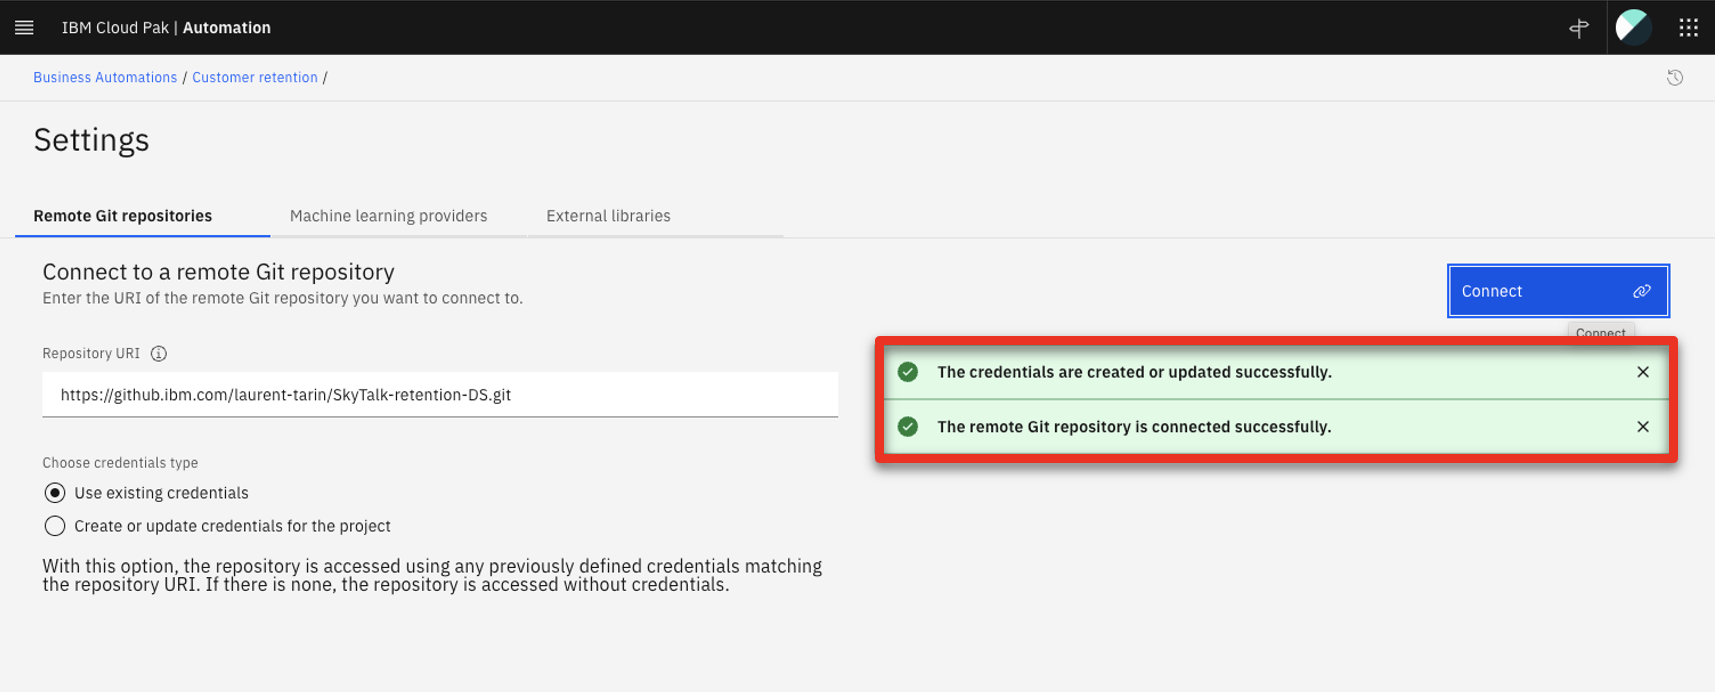 IBM Cloud Pak | Automation
Business Automations / Customer retention /
Settings
Remote Git repositories
Machine learning providers
External libraries
Connect to a remote Git repository
Enter the URI of the remote Git repository you want to connect to.
Connect
Connect
Repository URI
https://github.ibm.com/laurent-tarin/SkyTalk-retention-DS.git
The credentials are created or updated successfully.
The remote Git repository is connected successfully.
Choose credentials type
Use existing credentials
Create or update credentials for the project
With this option, the repository is accessed using any previously defined credentials matching
the repository URI. If there is none, the repository is accessed without credentials.